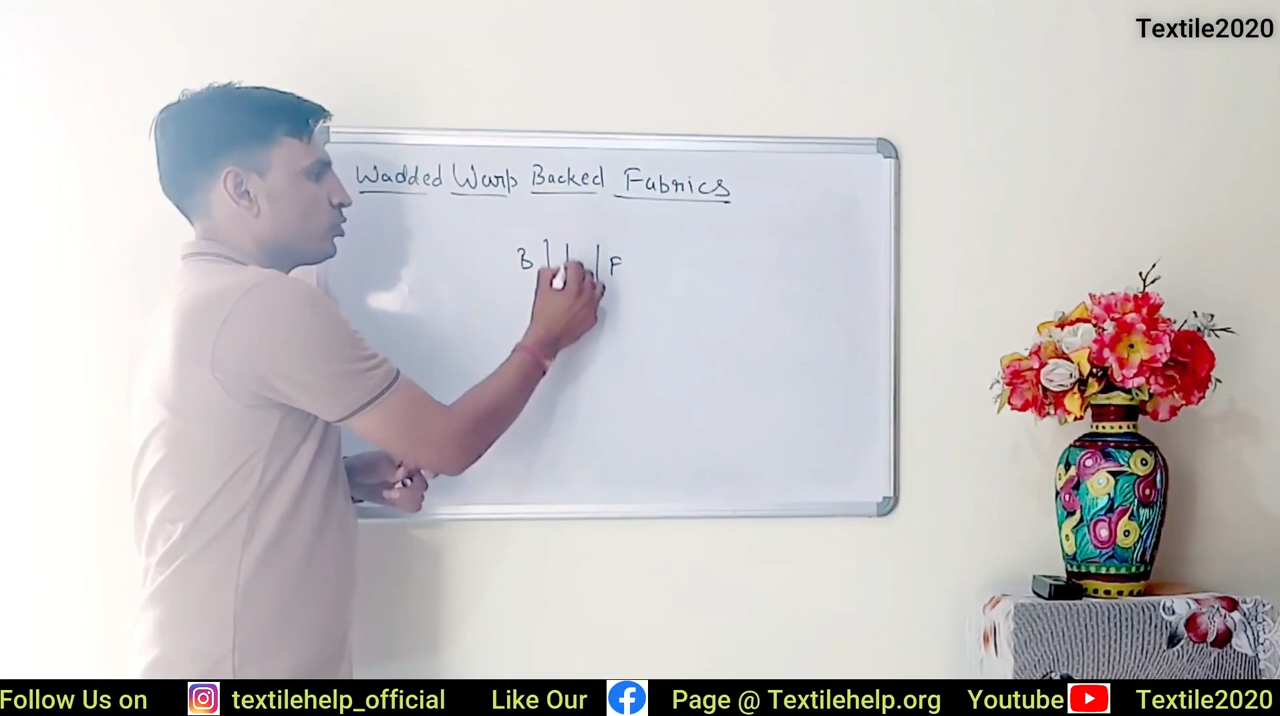 Textile2020
Wadded Warp Backed Fabrics
B F
Follow Us on textilehelp_official Like Our Page @ Textilehelp.org Youtube Textile2020